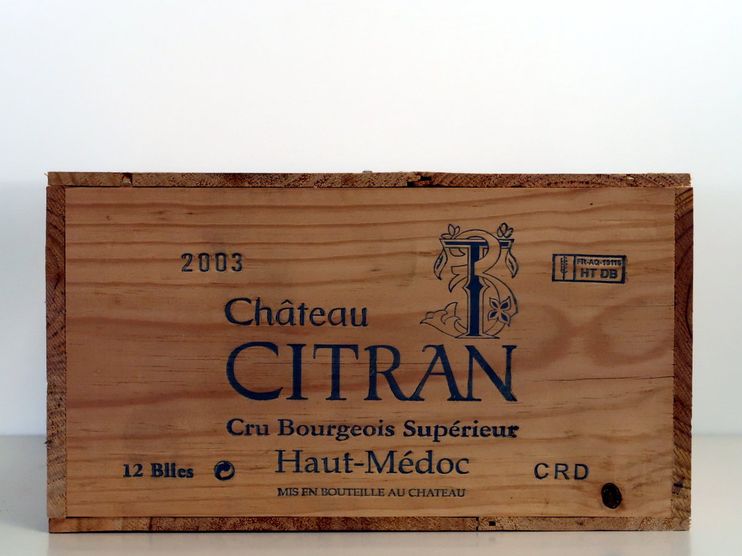 2003
FR-AQ-15115
HT DB
Château
CITRAN
Cru Bourgeois Supérieur
12 Blles
Haut-Médoc
CRD
MIS EN BOUTEILLE AU CHATEAU